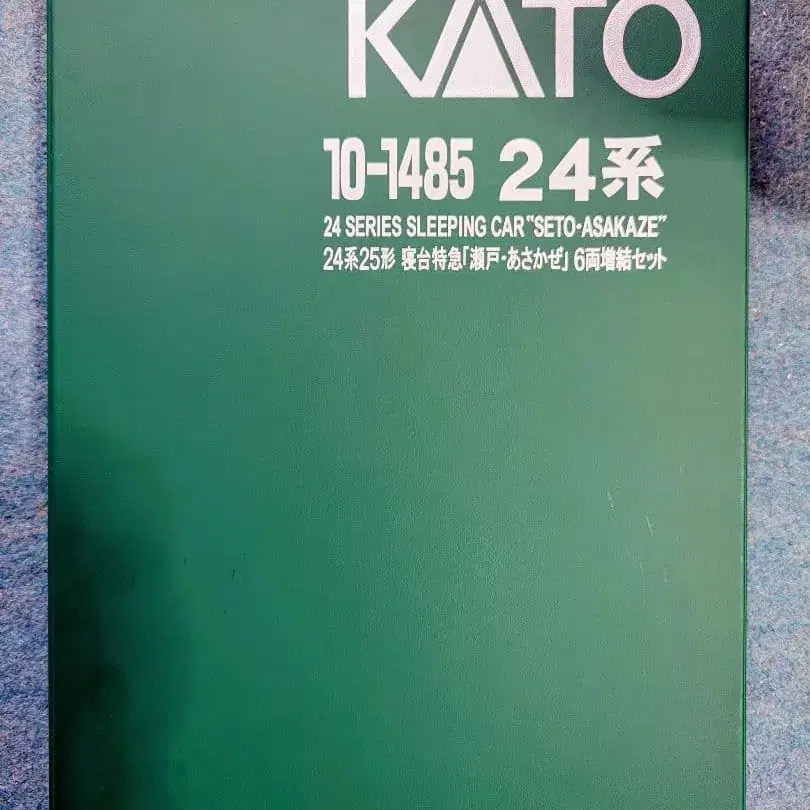 KATO
10-1485 24系
24 SERIES SLEEPING CAR "SETO・ASAKAZE"
24系25形 寝台特急「瀬戸・あさかぜ」 6両増結セット